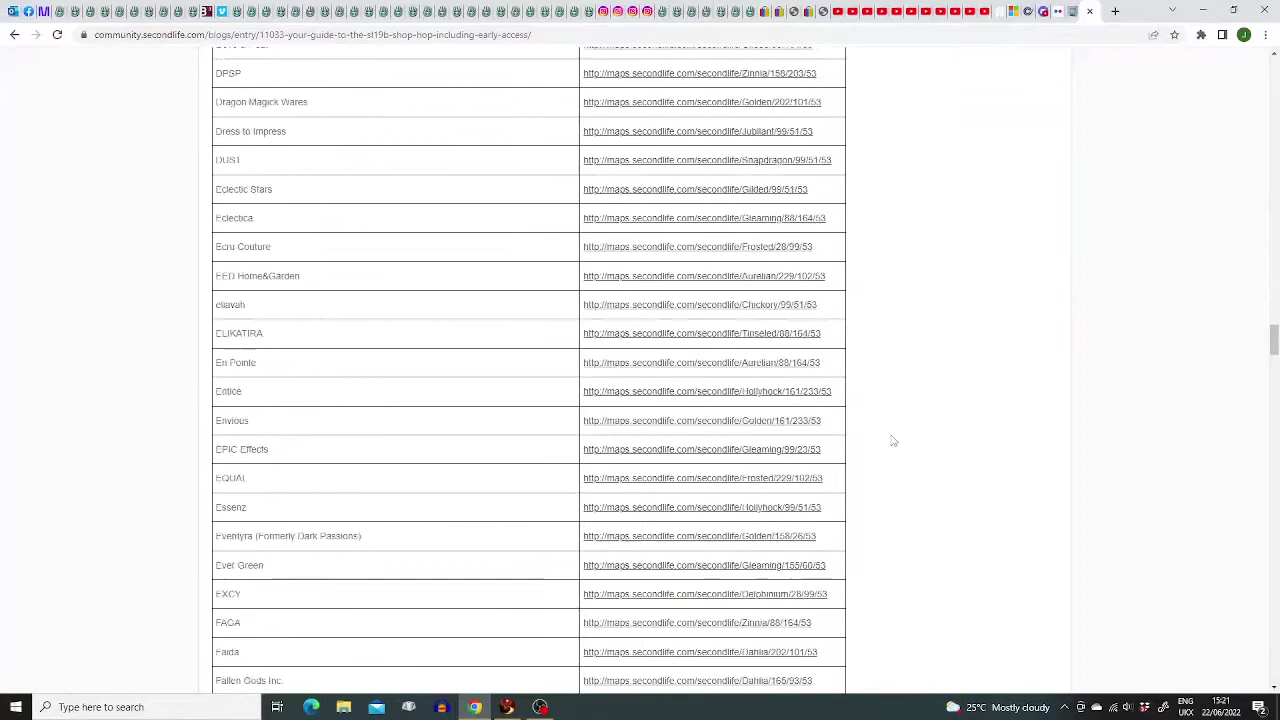 community.secondlife.com/blogs/entry/11033-your-guide-to-the-sl19b-shop-hop-including-early-access/
DPSP http://maps.secondlife.com/secondlife/Zinnia/158/203/53
Dragon Magick Wares http://maps.secondlife.com/secondlife/Golden/202/101/53
Dress to Impress http://maps.secondlife.com/secondlife/Jubilant/99/51/53
DUST http://maps.secondlife.com/secondlife/Snapdragon/99/51/53
Eclectic Stars http://maps.secondlife.com/secondlife/Gilded/99/51/53
Eclectica http://maps.secondlife.com/secondlife/Gleaming/88/164/53
Ecru Couture http://maps.secondlife.com/secondlife/Frosted/28/99/53
EED Home&Garden http://maps.secondlife.com/secondlife/Aurelian/229/102/53
eliavah http://maps.secondlife.com/secondlife/Chickory/99/51/53
ELIKATIRA http://maps.secondlife.com/secondlife/Tinseled/88/164/53
En Pointe http://maps.secondlife.com/secondlife/Aurelian/88/164/53
Entice http://maps.secondlife.com/secondlife/Hollyhock/161/233/53
Envious http://maps.secondlife.com/secondlife/Golden/161/233/53
EPIC Effects http://maps.secondlife.com/secondlife/Gleaming/99/23/53
EQUAL http://maps.secondlife.com/secondlife/Frosted/229/102/53
Essenz http://maps.secondlife.com/secondlife/Hollyhock/99/51/53
Eventyra (Formerly Dark Passions) http://maps.secondlife.com/secondlife/Golden/158/26/53
Ever Green http://maps.secondlife.com/secondlife/Gleaming/155/60/53
EXCY http://maps.secondlife.com/secondlife/Delphinium/28/99/53
FAGA http://maps.secondlife.com/secondlife/Zinnia/88/164/53
Faida http://maps.secondlife.com/secondlife/Dahlia/202/101/53
Fallen Gods Inc. http://maps.secondlife.com/secondlife/Dahlia/165/93/53
Type here to search
25°C Mostly cloudy
ENG
UKX
15:21
22/06/2022